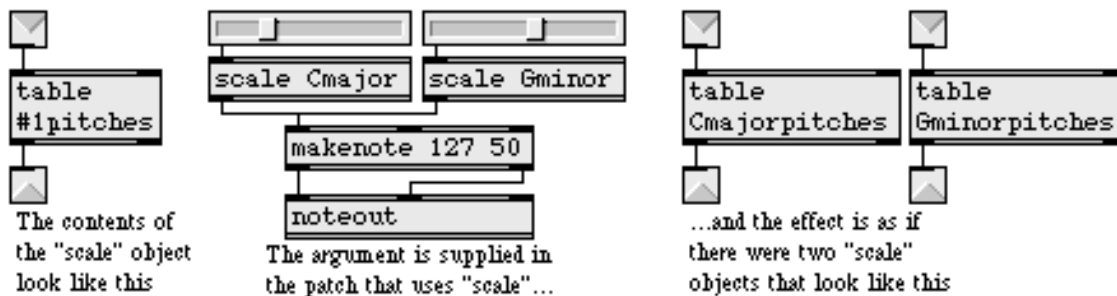 table
#1pitches
The contents of
the "scale" object
look like this
scale Cmajor
scale Gminor
makenote 127 50
noteout
The argument is supplied in
the patch that uses "scale"...
table
Cmajorpitches
table
Gminorpitches
...and the effect is as if
there were two "scale"
objects that look like this